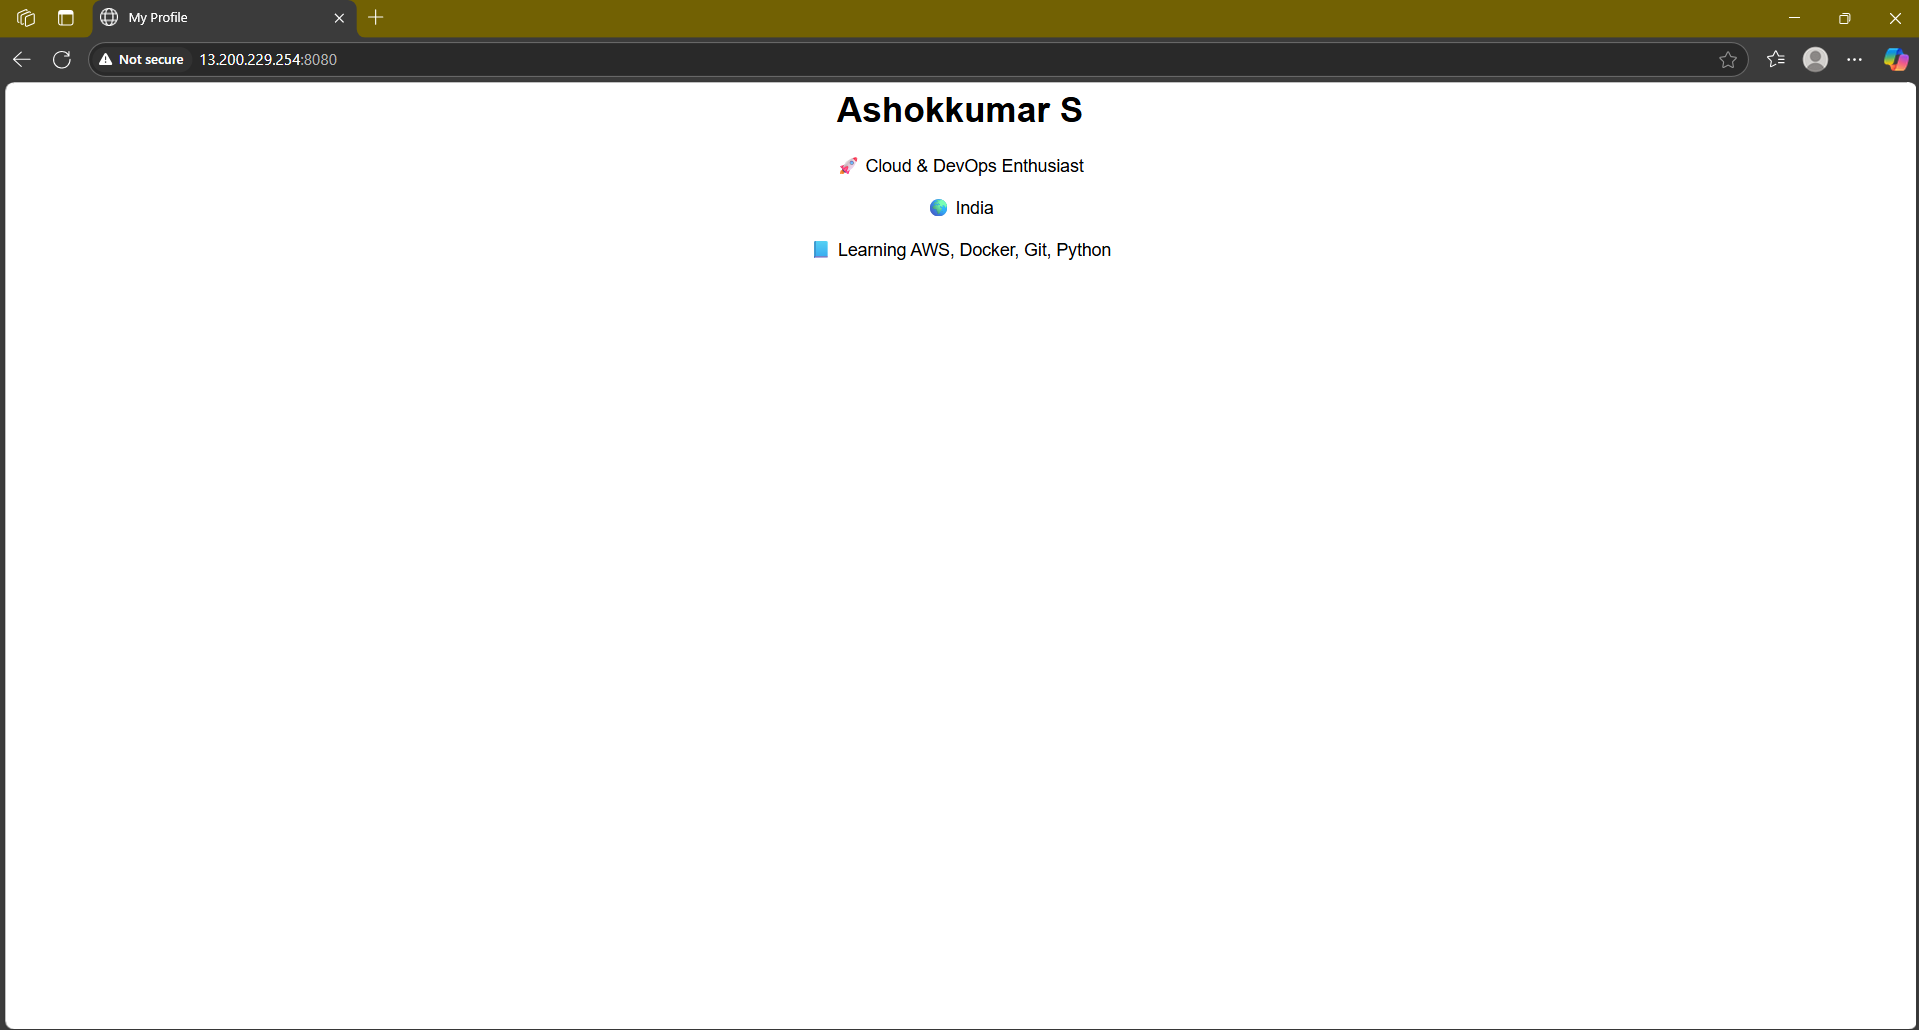 My Profile
Not secure 13.200.229.254:8080
Ashokkumar S
🚀 Cloud & DevOps Enthusiast
🌍 India
📘 Learning AWS, Docker, Git, Python